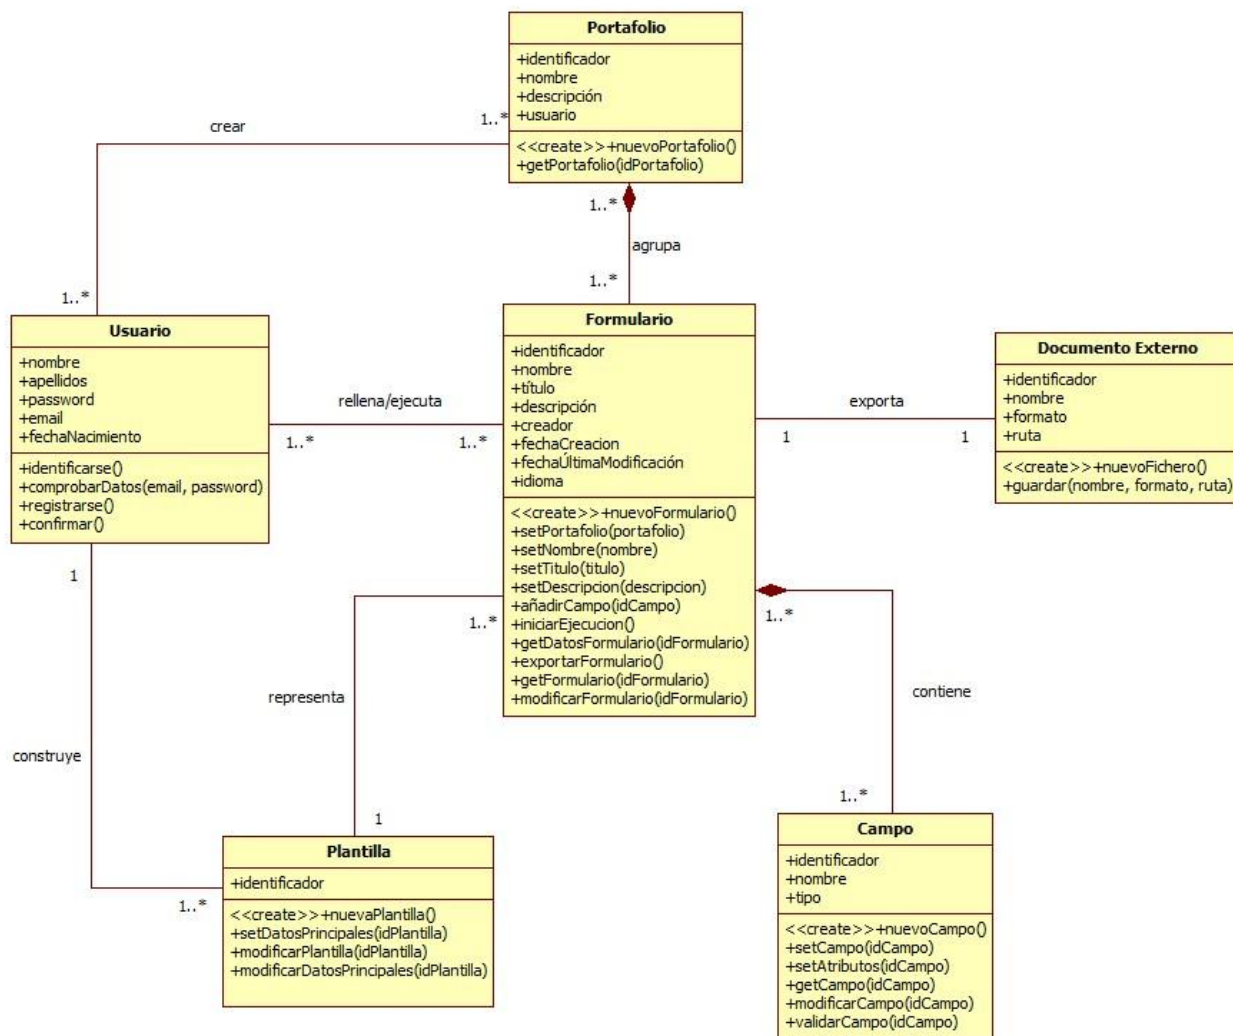 Portafolio
+identificador
+nombre
+descripción
+usuario
<<create>>+nuevoPortafolio()
+getPortafolio(idPortafolio)
1..*
crear
1..*
1..*
agrupa
1..*
Usuario
+nombre
+apellidos
+password
+email
+fechaNacimiento
+identificarse()
+comprobarDatos(email, password)
+registrarse()
+confirmar()
rellena/ejecuta
1..*
1..*
Formulario
+identificador
+nombre
+título
+descripción
+creador
+fechaCreacion
+fechaÚltimaModificación
+idioma
<<create>>+nuevoFormulario()
+setPortafolio(portafolio)
+setNombre(nombre)
+setTitulo(titulo)
+setDescripcion(descripcion)
+añadirCampo(idCampo)
+iniciarEjecucion()
+getDatosFormulario(idFormulario)
+exportarFormulario()
+getFormulario(idFormulario)
+modificarFormulario(idFormulario)
exporta
1
1
Documento Externo
+identificador
+nombre
+formato
+ruta
<<create>>+nuevoFichero()
+guardar(nombre, formato, ruta)
1
construye
1..*
1..*
representa
1
Plantilla
+identificador
<<create>>+nuevaPlantilla()
+setDatosPrincipales(idPlantilla)
+modificarPlantilla(idPlantilla)
+modificarDatosPrincipales(idPlantilla)
1..*
contiene
1..*
Campo
+identificador
+nombre
+tipo
<<create>>+nuevoCampo()
+setCampo(idCampo)
+setAtributos(idCampo)
+getCampo(idCampo)
+modificarCampo(idCampo)
+validarCampo(idCampo)